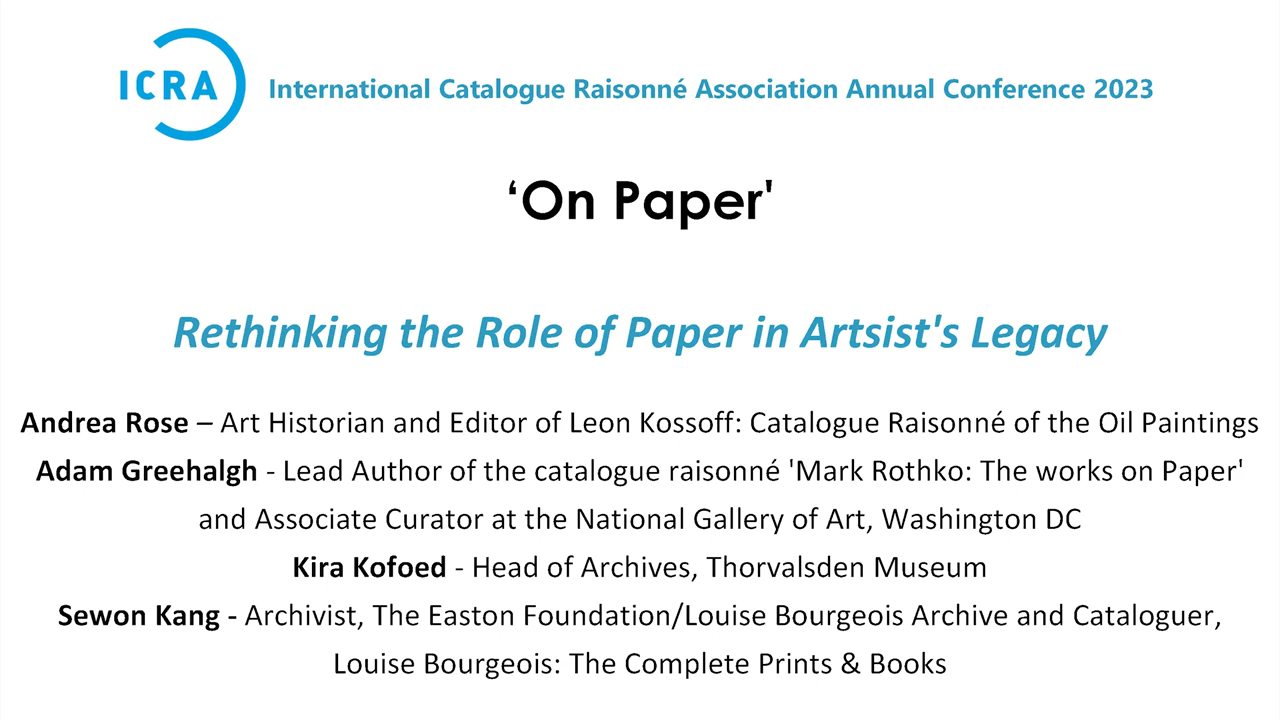 ICRA International Catalogue Raisonné Association Annual Conference 2023
‘On Paper'
Rethinking the Role of Paper in Artsist's Legacy
Andrea Rose – Art Historian and Editor of Leon Kossoff: Catalogue Raisonné of the Oil Paintings
Adam Greehalgh - Lead Author of the catalogue raisonné 'Mark Rothko: The works on Paper'
and Associate Curator at the National Gallery of Art, Washington DC
Kira Kofoed - Head of Archives, Thorvalsden Museum
Sewon Kang - Archivist, The Easton Foundation/Louise Bourgeois Archive and Cataloguer,
Louise Bourgeois: The Complete Prints & Books